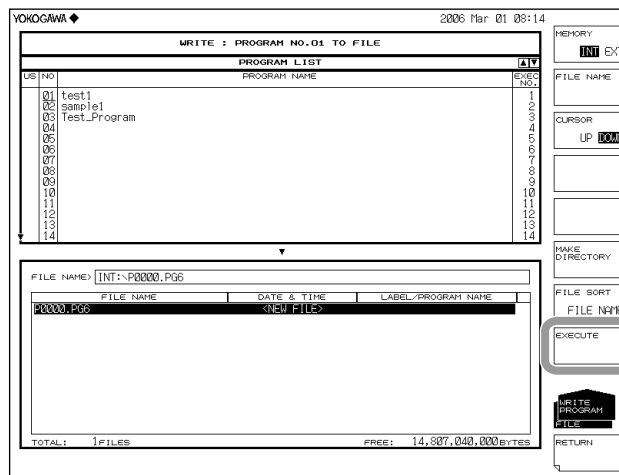 YOKOGAWA 2006 Mar 01 08:14
WRITE : PROGRAM NO.01 TO FILE
PROGRAM LIST
US NO PROGRAM NAME EXEC NO.
01 test1 1
02 sample1 2
03 Test_Program 3
04 4
05 5
06 6
07 7
08 8
09 9
10 10
11 11
12 12
13 13
14 14
FILE NAME> INT:\P0000.PG6
FILE NAME DATE & TIME LABEL/PROGRAM NAME
P0000.PG6 <NEW FILE>
TOTAL: 1FILES FREE: 14,807,040,000BYTES
MEMORY
INT EX
FILE NAME
CURSOR
UP DOWN
MAKE
DIRECTORY
FILE SORT
FILE NAME
EXECUTE
WRITE
PROGRAM
FILE
RETURN